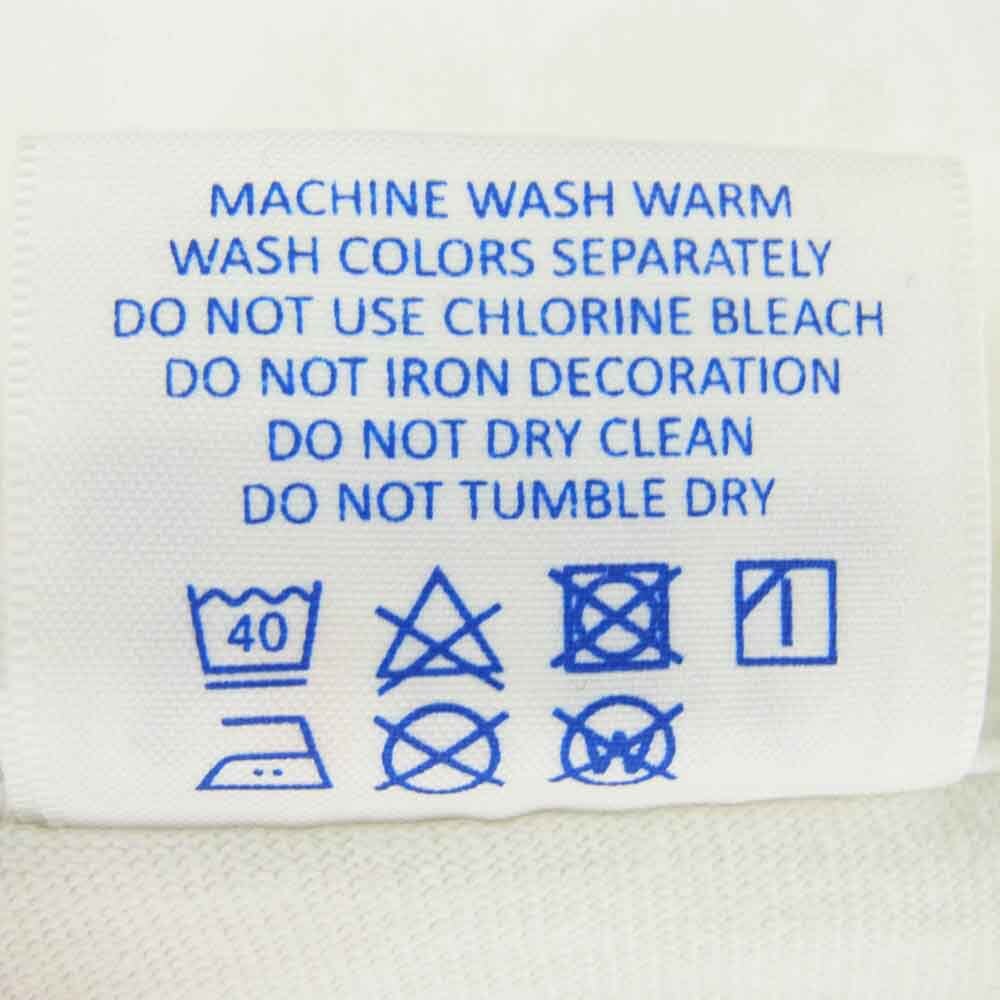 MACHINE WASH WARM
WASH COLORS SEPARATELY
DO NOT USE CHLORINE BLEACH
DO NOT IRON DECORATION
DO NOT DRY CLEAN
DO NOT TUMBLE DRY
40
W